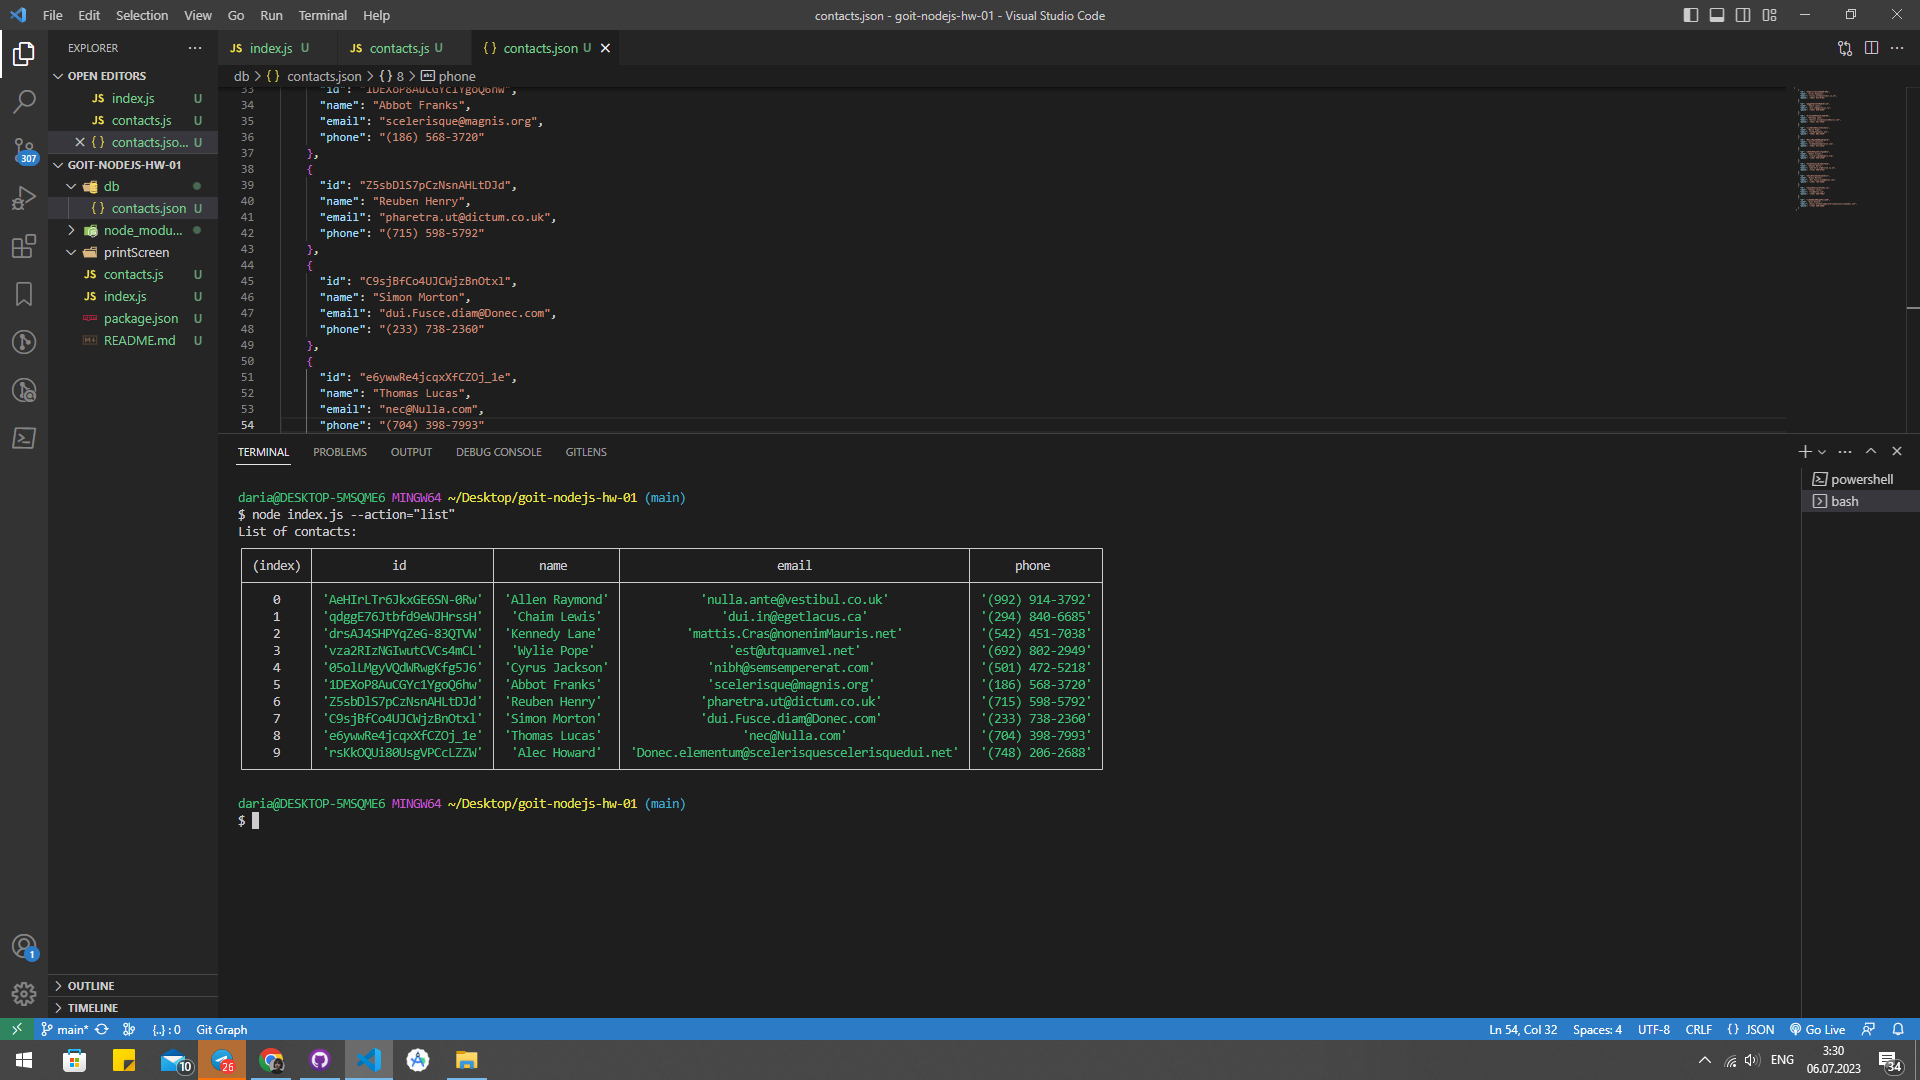 File Edit Selection View Go Run Terminal Help
contacts.json - goit-nodejs-hw-01 - Visual Studio Code
EXPLORER
OPEN EDITORS
JS index.js U
JS contacts.js U
{ } contacts.jso... U
GOIT-NODEJS-HW-01
db
{ } contacts.json U
node_modu...
printScreen
JS contacts.js U
JS index.js U
package.json U
README.md U
OUTLINE
TIMELINE
307
1
JS index.js U JS contacts.js U { } contacts.json U
db > { } contacts.json > { } 8 > abc phone
33 "id": "1DEXoP8AuCGYc1YgoQ6hw",
34 "name": "Abbot Franks",
35 "email": "scelerisque@magnis.org",
36 "phone": "(186) 568-3720"
37 },
38 {
39 "id": "Z5sbDlS7pCzNsnAHLtDJd",
40 "name": "Reuben Henry",
41 "email": "pharetra.ut@dictum.co.uk",
42 "phone": "(715) 598-5792"
43 },
44 {
45 "id": "C9sjBfCo4UJCWjzBnOtxl",
46 "name": "Simon Morton",
47 "email": "dui.Fusce.diam@Donec.com",
48 "phone": "(233) 738-2360"
49 },
50 {
51 "id": "e6ywwRe4jcqxXfCZOj_1e",
52 "name": "Thomas Lucas",
53 "email": "nec@Nulla.com",
54 "phone": "(704) 398-7993"
TERMINAL PROBLEMS OUTPUT DEBUG CONSOLE GITLENS
powershell
bash
daria@DESKTOP-5MSQME6 MINGW64 ~/Desktop/goit-nodejs-hw-01 (main)
$ node index.js --action="list"
List of contacts:
(index) id name email phone
0 'AeHIrLTr6JkxGE6SN-0Rw' 'Allen Raymond' 'nulla.ante@vestibul.co.uk' '(992) 914-3792'
1 'qdggE76Jtbfd9eWJHrssH' 'Chaim Lewis' 'dui.in@egetlacus.ca' '(294) 840-6685'
2 'drsAJ4SHPYqZeG-83QTVW' 'Kennedy Lane' 'mattis.Cras@nonenimMauris.net' '(542) 451-7038'
3 'vza2RIzNGIwutCVCs4mCL' 'Wylie Pope' 'est@utquamvel.net' '(692) 802-2949'
4 '05olLMgyVQdWRwgKfg5J6' 'Cyrus Jackson' 'nibh@semsempererat.com' '(501) 472-5218'
5 '1DEXoP8AuCGYc1YgoQ6hw' 'Abbot Franks' 'scelerisque@magnis.org' '(186) 568-3720'
6 'Z5sbDlS7pCzNsnAHLtDJd' 'Reuben Henry' 'pharetra.ut@dictum.co.uk' '(715) 598-5792'
7 'C9sjBfCo4UJCWjzBnOtxl' 'Simon Morton' 'dui.Fusce.diam@Donec.com' '(233) 738-2360'
8 'e6ywwRe4jcqxXfCZOj_1e' 'Thomas Lucas' 'nec@Nulla.com' '(704) 398-7993'
9 'rsKkOQUi80UsgVPCcLZZW' 'Alec Howard' 'Donec.elementum@scelerisquescelerisquedui.net' '(748) 206-2688'
daria@DESKTOP-5MSQME6 MINGW64 ~/Desktop/goit-nodejs-hw-01 (main)
$
main* {..} : 0 Git Graph
Ln 54, Col 32 Spaces: 4 UTF-8 CRLF { } JSON Go Live
10 26
ENG
3:30
06.07.2023
34